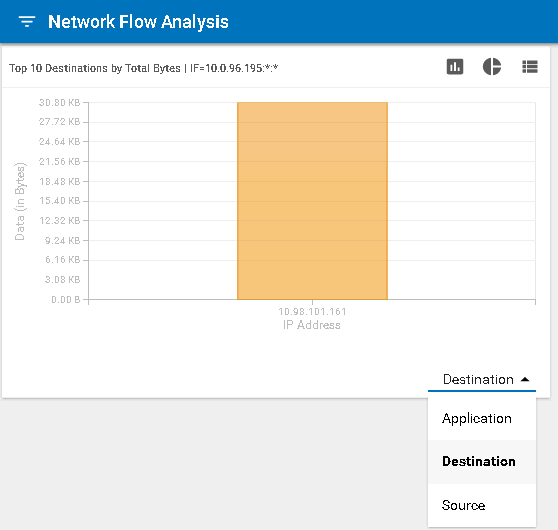 Network Flow Analysis
Top 10 Destinations by Total Bytes | IF=10.0.96.195:*:*
30.80 KB
27.72 KB
24.64 KB
21.56 KB
18.48 KB
15.40 KB
12.32 KB
9.24 KB
6.16 KB
3.08 KB
0.00 B
Data (in Bytes)
10.93.101.161
IP Address
Destination
Application
Destination
Source